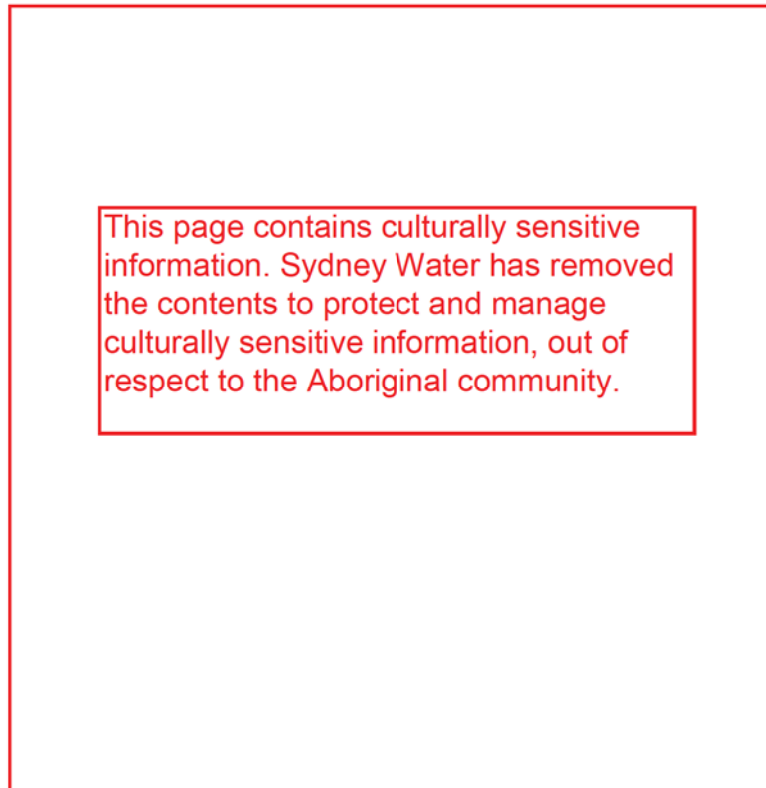 This page contains culturally sensitive
information. Sydney Water has removed
the contents to protect and manage
culturally sensitive information, out of
respect to the Aboriginal community.